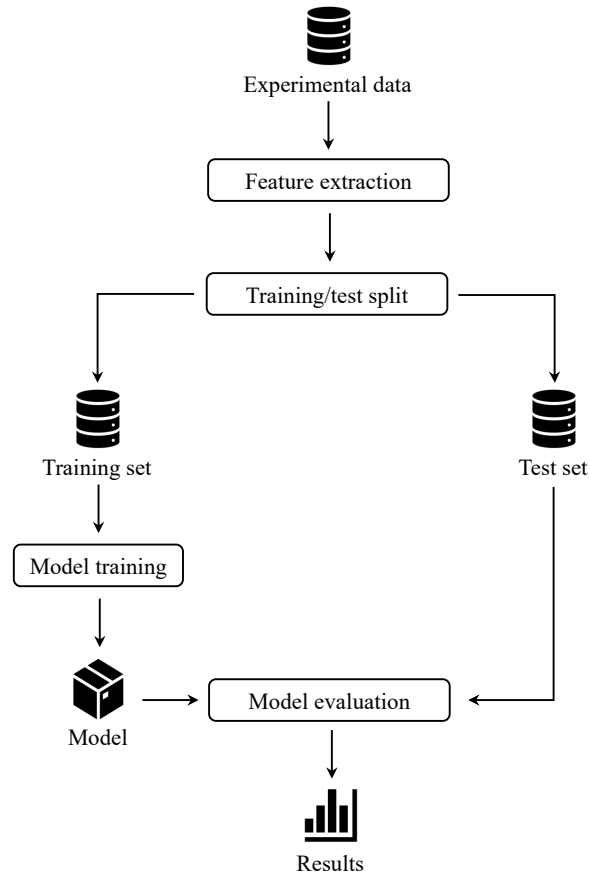 Experimental data
Feature extraction
Training/test split
Training set
Test set
Model training
Model
Model evaluation
Results